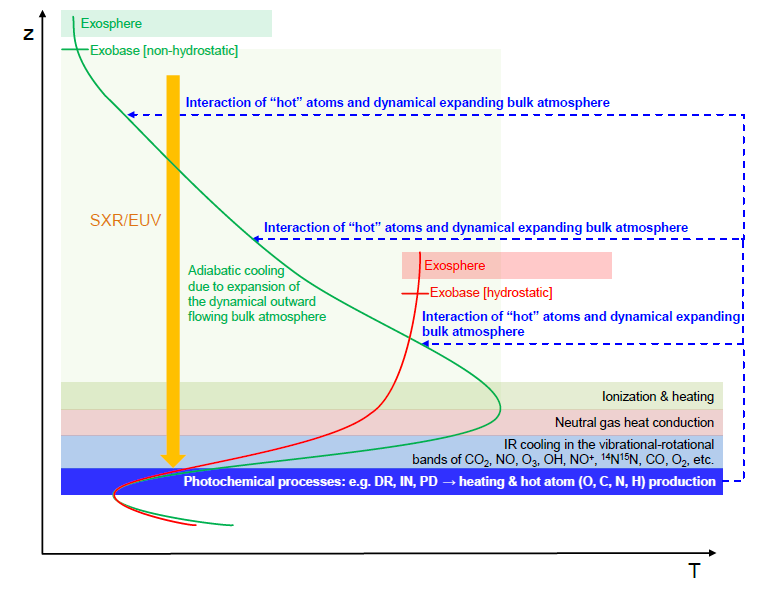 Exosphere
z
Exobase [non-hydrostatic]
Interaction of “hot” atoms and dynamical expanding bulk atmosphere
SXR/EUV
Interaction of “hot” atoms and dynamical expanding bulk atmosphere
Adiabatic cooling
due to expansion of
the dynamical outward
flowing bulk atmosphere
Exosphere
Exobase [hydrostatic]
Interaction of “hot” atoms and dynamical expanding
bulk atmosphere
Ionization & heating
Neutral gas heat conduction
IR cooling in the vibrational-rotational
bands of CO₂, NO, O₃, OH, NO⁺, ¹⁴N¹⁵N, CO, O₂, etc.
Photochemical processes: e.g. DR, IN, PD → heating & hot atom (O, C, N, H) production
T